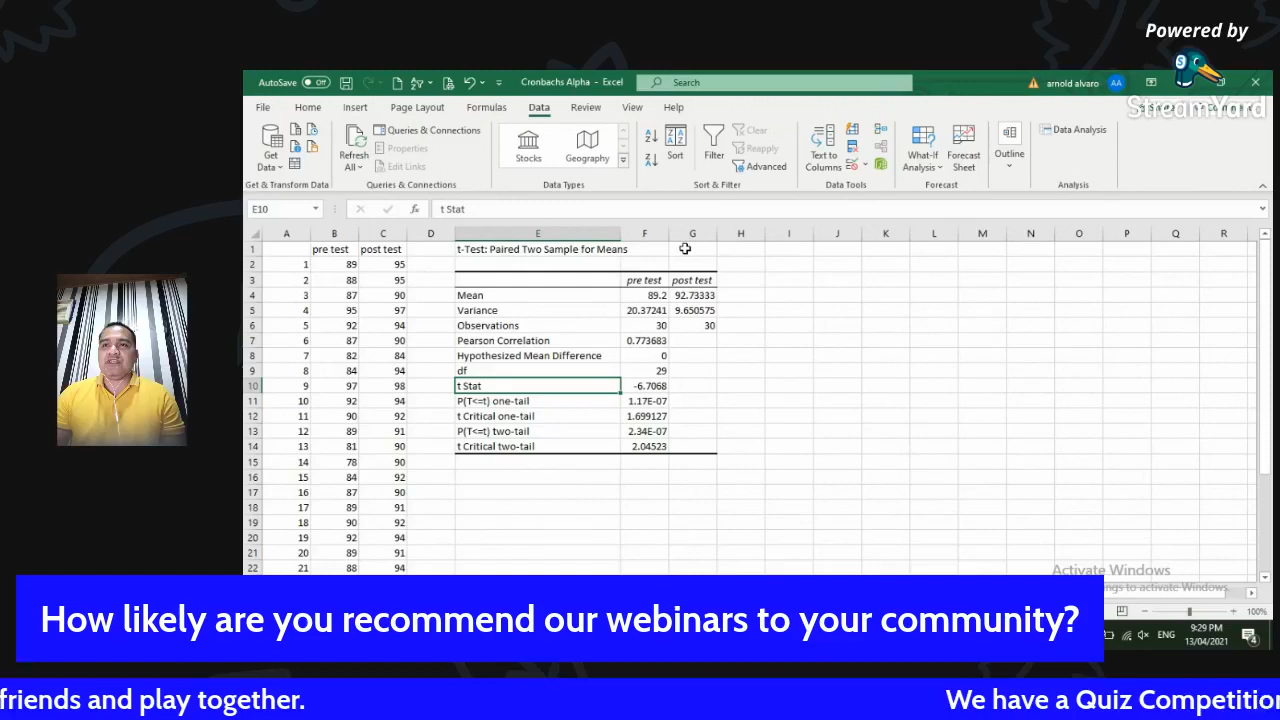 Powered by
StreamYard
AutoSave Off
Cronbachs Alpha - Excel
Search
arnold alvaro AA
File Home Insert Page Layout Formulas Data Review View Help
Get Data
Refresh All
Queries & Connections
Properties
Edit Links
Stocks
Geography
Sort
Filter
Clear
Reapply
Advanced
Text to Columns
What-If Analysis
Forecast Sheet
Outline
Data Analysis
Get & Transform Data Queries & Connections Data Types Sort & Filter Data Tools Forecast Analysis
E10 fx t Stat
A B C D E F G H I J K L M N O P Q R
1 pre test post test t-Test: Paired Two Sample for Means
2 1 89 95
3 2 88 95 pre test post test
4 3 87 90 Mean 89.2 92.73333
5 4 95 97 Variance 20.37241 9.650575
6 5 92 94 Observations 30 30
7 6 87 90 Pearson Correlation 0.773683
8 7 82 84 Hypothesized Mean Difference 0
9 8 84 94 df 29
10 9 97 98 t Stat -6.7068
11 10 92 94 P(T<=t) one-tail 1.17E-07
12 11 90 92 t Critical one-tail 1.699127
13 12 89 91 P(T<=t) two-tail 2.34E-07
14 13 81 90 t Critical two-tail 2.04523
15 14 78 90
16 15 84 92
17 16 87 90
18 17 89 91
19 18 90 92
20 19 92 94
21 20 89 91
22 21 88 94
Activate Windows
ngs to activate Windows.
100%
ENG 9:29 PM
13/04/2021 4
How likely are you recommend our webinars to your community?
friends and play together. We have a Quiz Competition